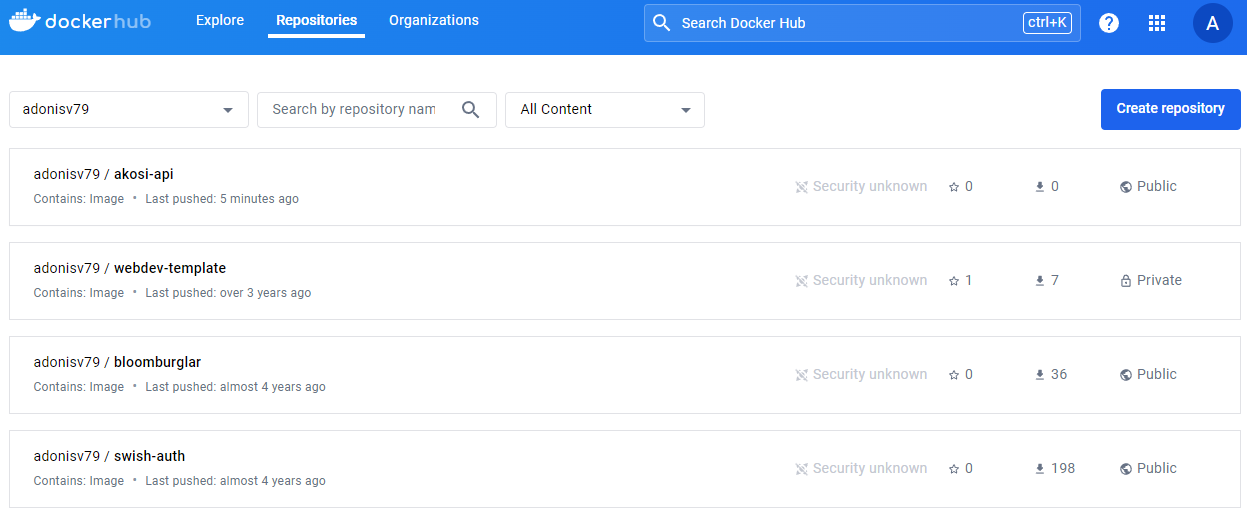 dockerhub Explore Repositories Organizations Search Docker Hub ctrl+K ? A
adonisv79 Search by repository nam All Content Create repository
adonisv79 / akosi-api
Contains: Image • Last pushed: 5 minutes ago
Security unknown 0 0 Public
adonisv79 / webdev-template
Contains: Image • Last pushed: over 3 years ago
Security unknown 1 7 Private
adonisv79 / bloomburglar
Contains: Image • Last pushed: almost 4 years ago
Security unknown 0 36 Public
adonisv79 / swish-auth
Contains: Image • Last pushed: almost 4 years ago
Security unknown 0 198 Public